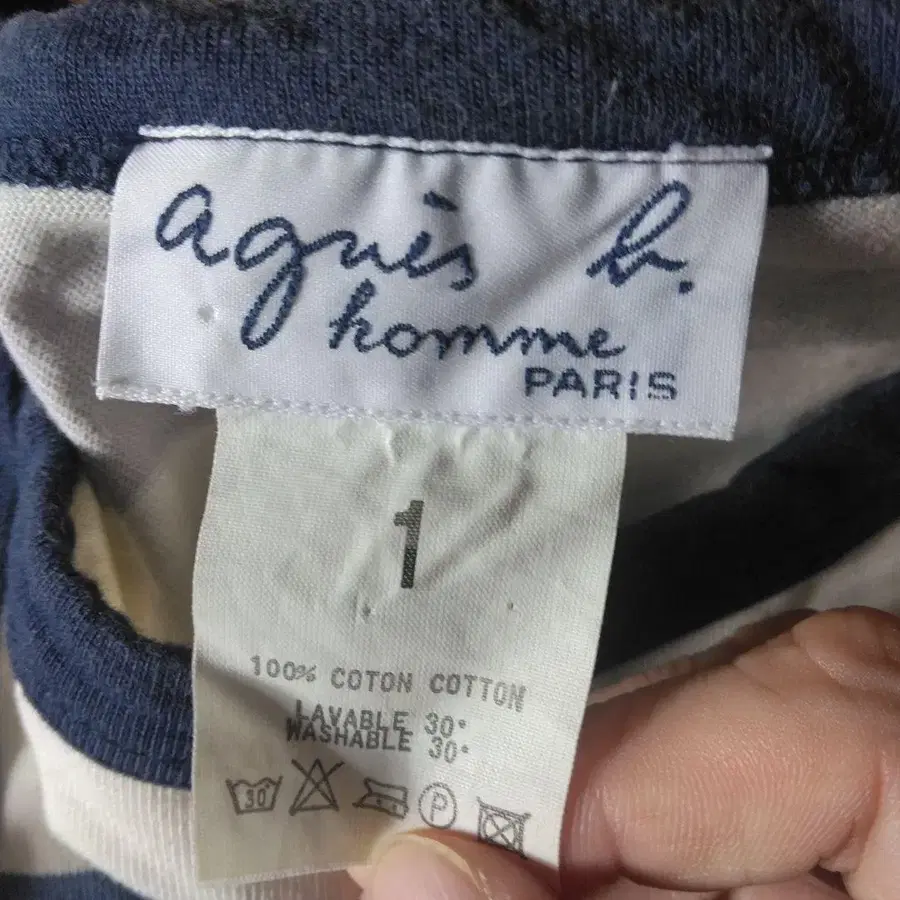 agnès b.
homme
PARIS
1
100% COTON COTTON
LAVABLE 30°
WASHABLE 30°
30°
P